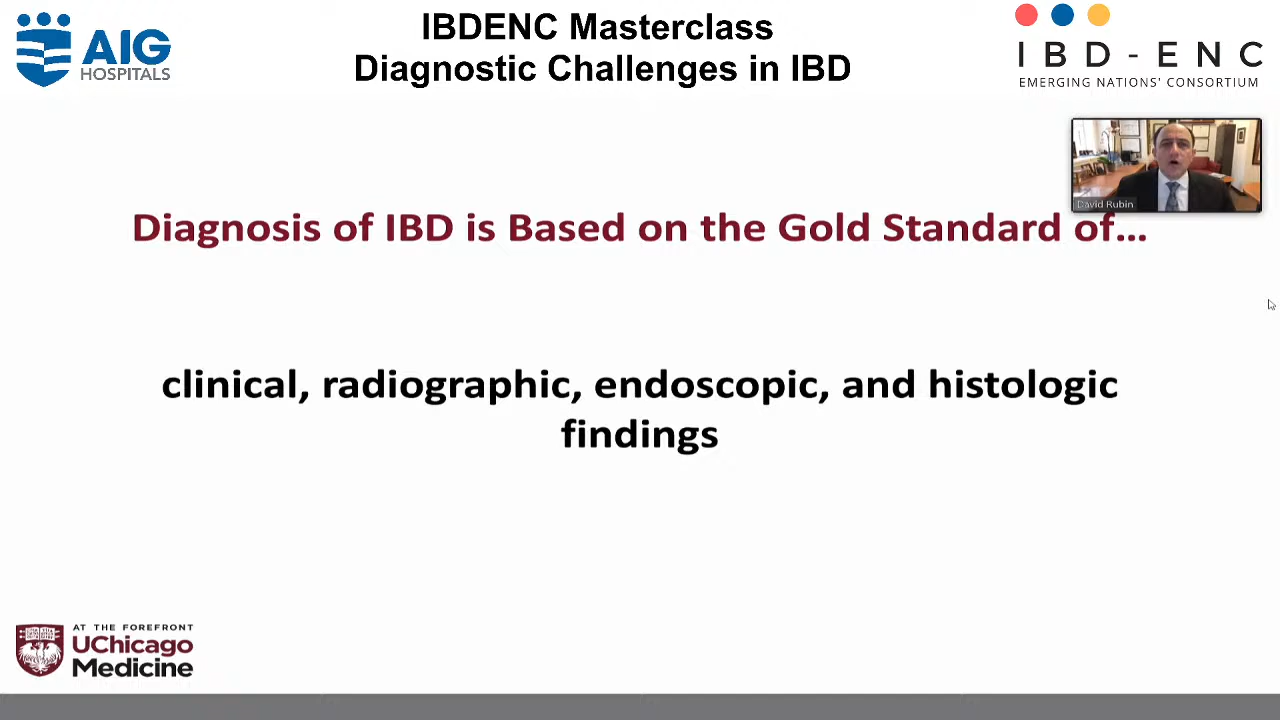 AIG
HOSPITALS
IBDENC Masterclass
Diagnostic Challenges in IBD
IBD-ENC
EMERGING NATIONS' CONSORTIUM
David Rubin
Diagnosis of IBD is Based on the Gold Standard of...
clinical, radiographic, endoscopic, and histologic
findings
AT THE FOREFRONT
UChicago
Medicine